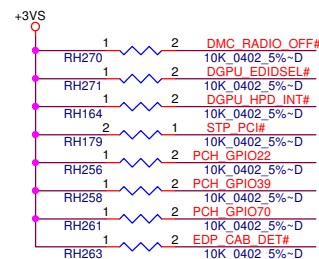 +3VS
1 2 DMC_RADIO_OFF#
RH270 10K_0402_5%~D
1 2 DGPU_EDIDSEL#
RH271 10K_0402_5%~D
1 2 DGPU_HPD_INT#
RH164 10K_0402_5%~D
2 1 STP_PCI#
RH179 10K_0402_5%~D
1 2 PCH_GPIO22
RH256 10K_0402_5%~D
1 2 PCH_GPIO39
RH258 10K_0402_5%~D
1 2 PCH_GPIO70
RH261 10K_0402_5%~D
1 2 EDP_CAB_DET#
RH263 10K_0402_5%~D